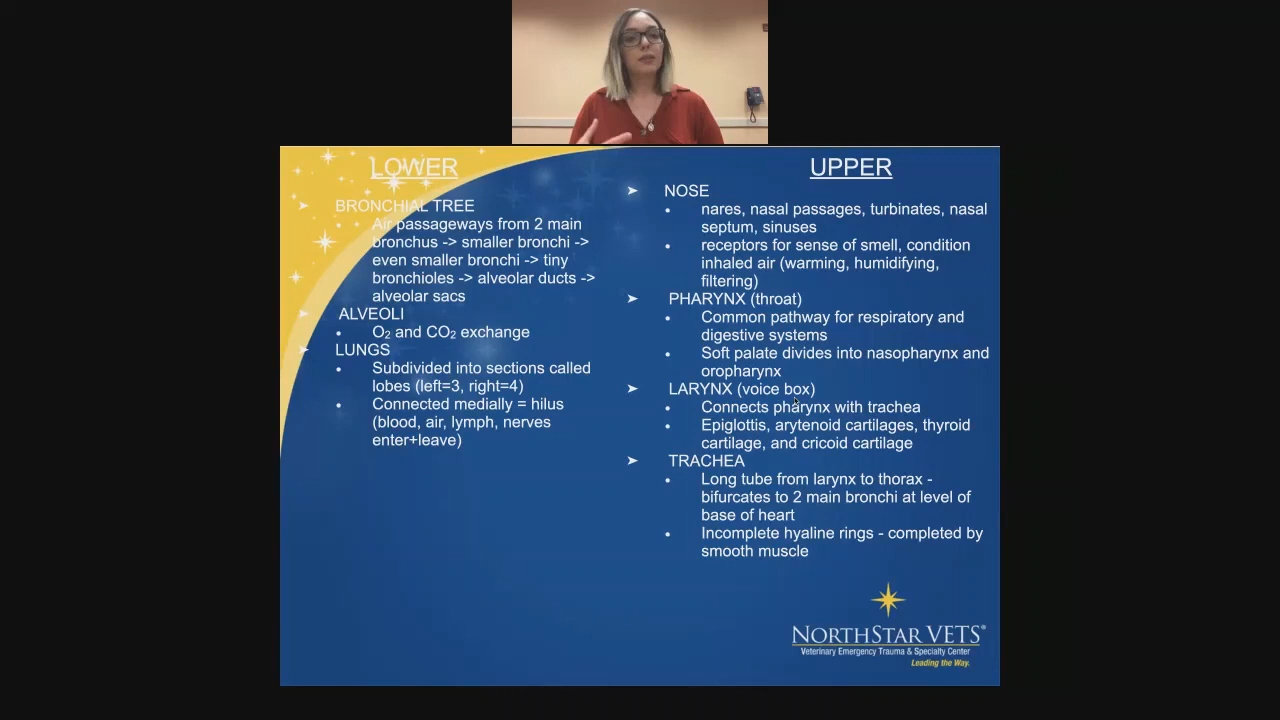 LOWER
BRONCHIAL TREE
Air passageways from 2 main
bronchus -> smaller bronchi ->
even smaller bronchi -> tiny
bronchioles -> alveolar ducts ->
alveolar sacs
ALVEOLI
O₂ and CO₂ exchange
LUNGS
Subdivided into sections called
lobes (left=3, right=4)
Connected medially = hilus
(blood, air, lymph, nerves
enter+leave)
UPPER
NOSE
nares, nasal passages, turbinates, nasal
septum, sinuses
receptors for sense of smell, condition
inhaled air (warming, humidifying,
filtering)
PHARYNX (throat)
Common pathway for respiratory and
digestive systems
Soft palate divides into nasopharynx and
oropharynx
LARYNX (voice box)
Connects pharynx with trachea
Epiglottis, arytenoid cartilages, thyroid
cartilage, and cricoid cartilage
TRACHEA
Long tube from larynx to thorax -
bifurcates to 2 main bronchi at level of
base of heart
Incomplete hyaline rings - completed by
smooth muscle
NORTHSTAR VETS®
Veterinary Emergency Trauma & Specialty Center
Leading the Way.